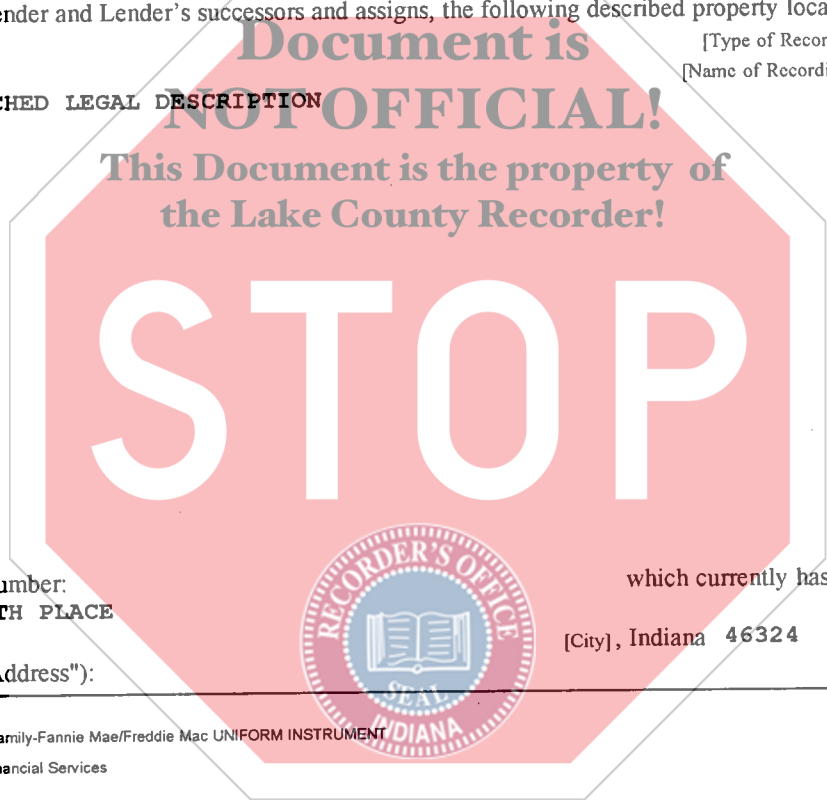 ender and Lender's successors and assigns, the following described property loca
Document is
[Type of Recor
[Name of Recordi
CHED LEGAL DESCRIPTION
NOT OFFICIAL!
This Document is the property of
the Lake County Recorder!
STOP
RECORDER'S OFFICE
SEAL
INDIANA
umber:
which currently has
TH PLACE
[City], Indiana 46324
Address"):
amily-Fannie Mae/Freddie Mac UNIFORM INSTRUMENT
nancial Services